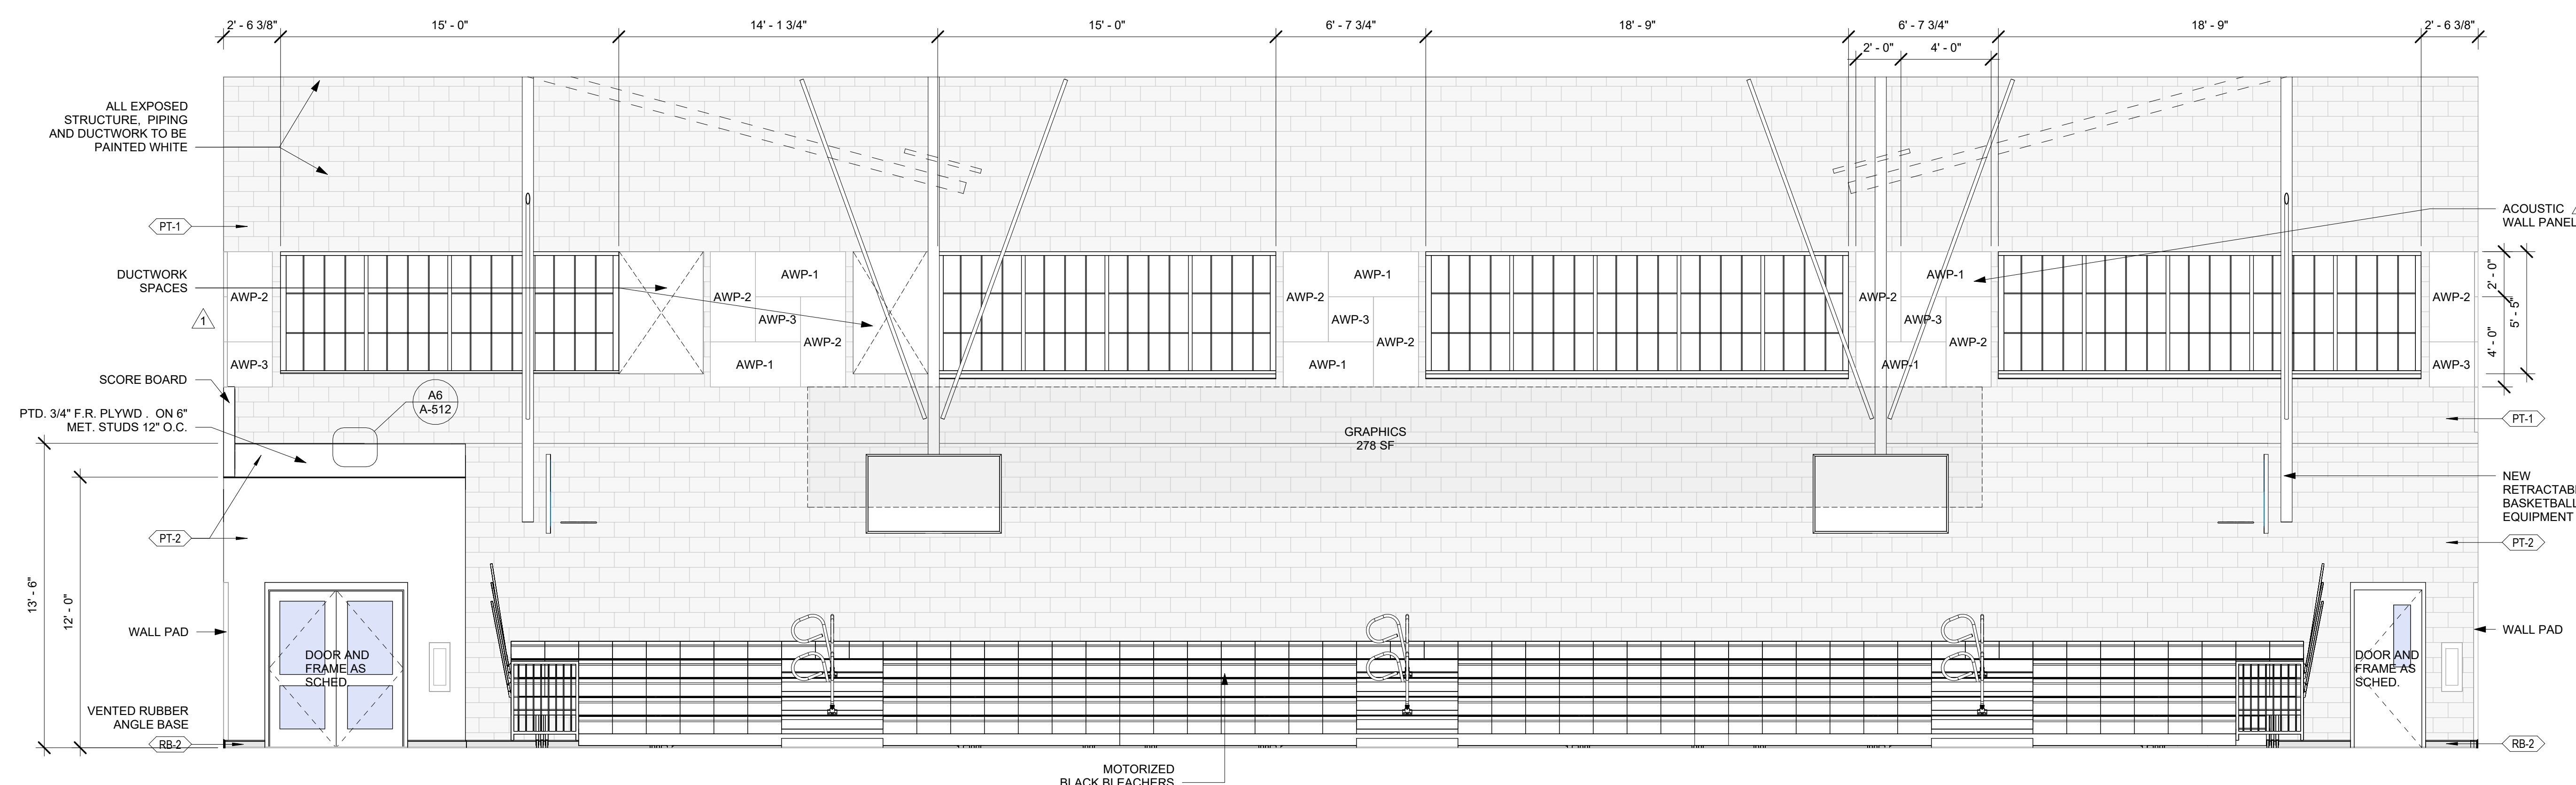 2' - 6 3/8"
15' - 0"
14' - 1 3/4"
15' - 0"
6' - 7 3/4"
18' - 9"
6' - 7 3/4"
18' - 9"
2' - 6 3/8"
2' - 0"
4' - 0"
ALL EXPOSED
STRUCTURE, PIPING
AND DUCTWORK TO BE
PAINTED WHITE
PT-1
DUCTWORK
SPACES
1
SCORE BOARD
PTD. 3/4" F.R. PLYWD . ON 6"
MET. STUDS 12" O.C.
A6
A-512
PT-2
13' - 6"
12' - 0"
WALL PAD
VENTED RUBBER
ANGLE BASE
RB-2
AWP-2
AWP-3
AWP-2
AWP-1
AWP-3
AWP-2
AWP-1
AWP-2
AWP-1
AWP-3
AWP-2
AWP-1
AWP-2
AWP-1
AWP-3
AWP-2
AWP-1
AWP-2
AWP-3
GRAPHICS
278 SF
DOOR AND
FRAME AS
SCHED.
DOOR AND
FRAME AS
SCHED.
MOTORIZED
BLACK BLEACHERS
ACOUSTIC
WALL PANEL
2' - 0"
5' - 5"
4' - 0"
PT-1
NEW
RETRACTAB
BASKETBALL
EQUIPMENT
PT-2
WALL PAD
RB-2